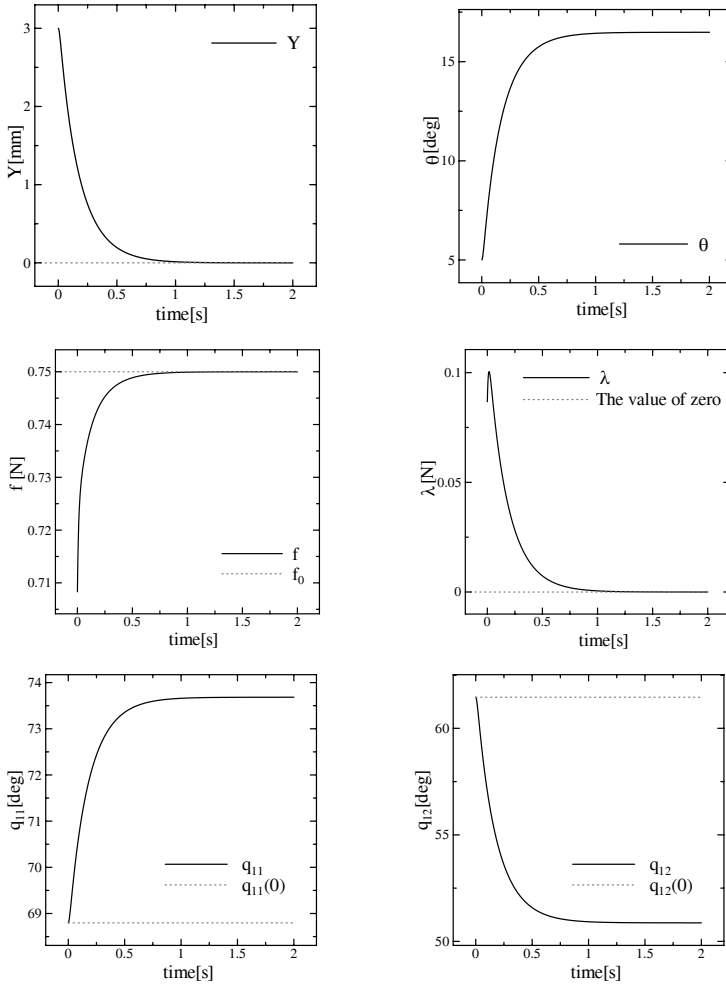 3
2
1
0
Y[mm]
Y
0
0.5
1
1.5
2
time[s]
15
10
5
θ[deg]
θ
0
0.5
1
1.5
2
time[s]
0.75
0.74
0.73
0.72
0.71
f [N]
f
f₀
0
0.5
1
1.5
2
time[s]
0.1
0.05
0
λ[N]
λ
The value of zero
0
0.5
1
1.5
2
time[s]
74
73
72
71
70
69
q₁₁[deg]
q₁₁
q₁₁(0)
0
0.5
1
1.5
2
time[s]
60
55
50
q₁₂[deg]
q₁₂
q₁₂(0)
0
0.5
1
1.5
2
time[s]